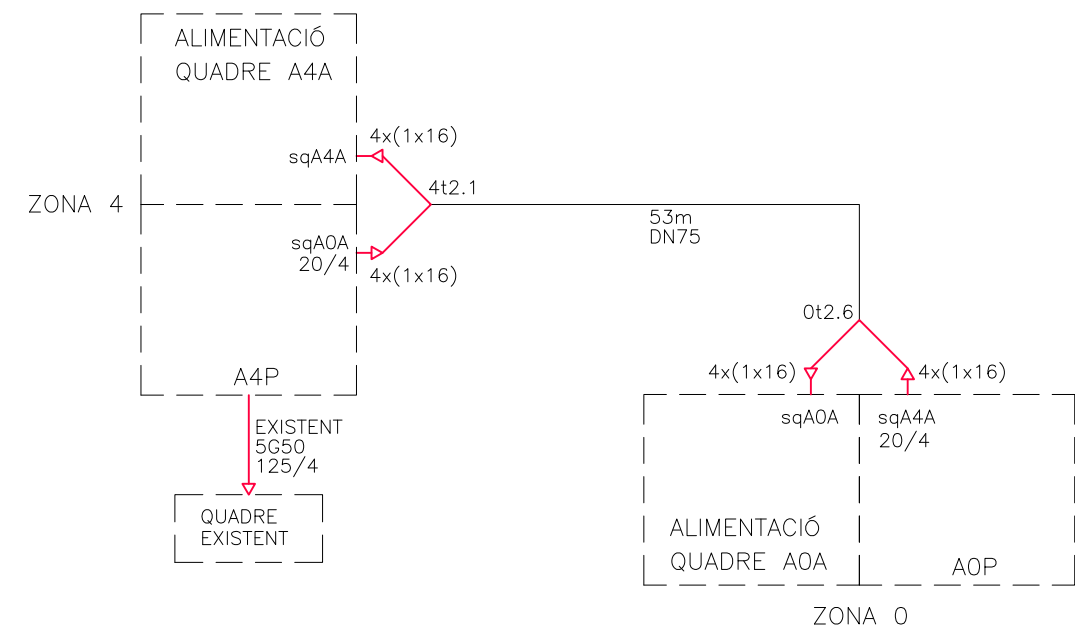 ALIMENTACIÓ
QUADRE A4A
4x(1x16)
sqA4A
4t2.1
ZONA 4
53m
DN75
sqA0A
20/4
4x(1x16)
0t2.6
A4P
4x(1x16)
4x(1x16)
EXISTENT
5G50
125/4
sqA0A
sqA4A
20/4
QUADRE
EXISTENT
ALIMENTACIÓ
QUADRE A0A
A0P
ZONA 0